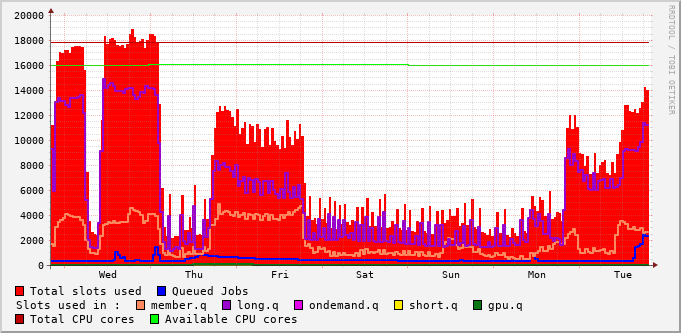 20000
18000
16000
14000
12000
10000
8000
6000
4000
2000
0
Wed Thu Fri Sat Sun Mon Tue
RRDTOOL / TOBI OETIKER
Total slots used Queued Jobs
Slots used in : member.q long.q ondemand.q short.q gpu.q
Total CPU cores Available CPU cores